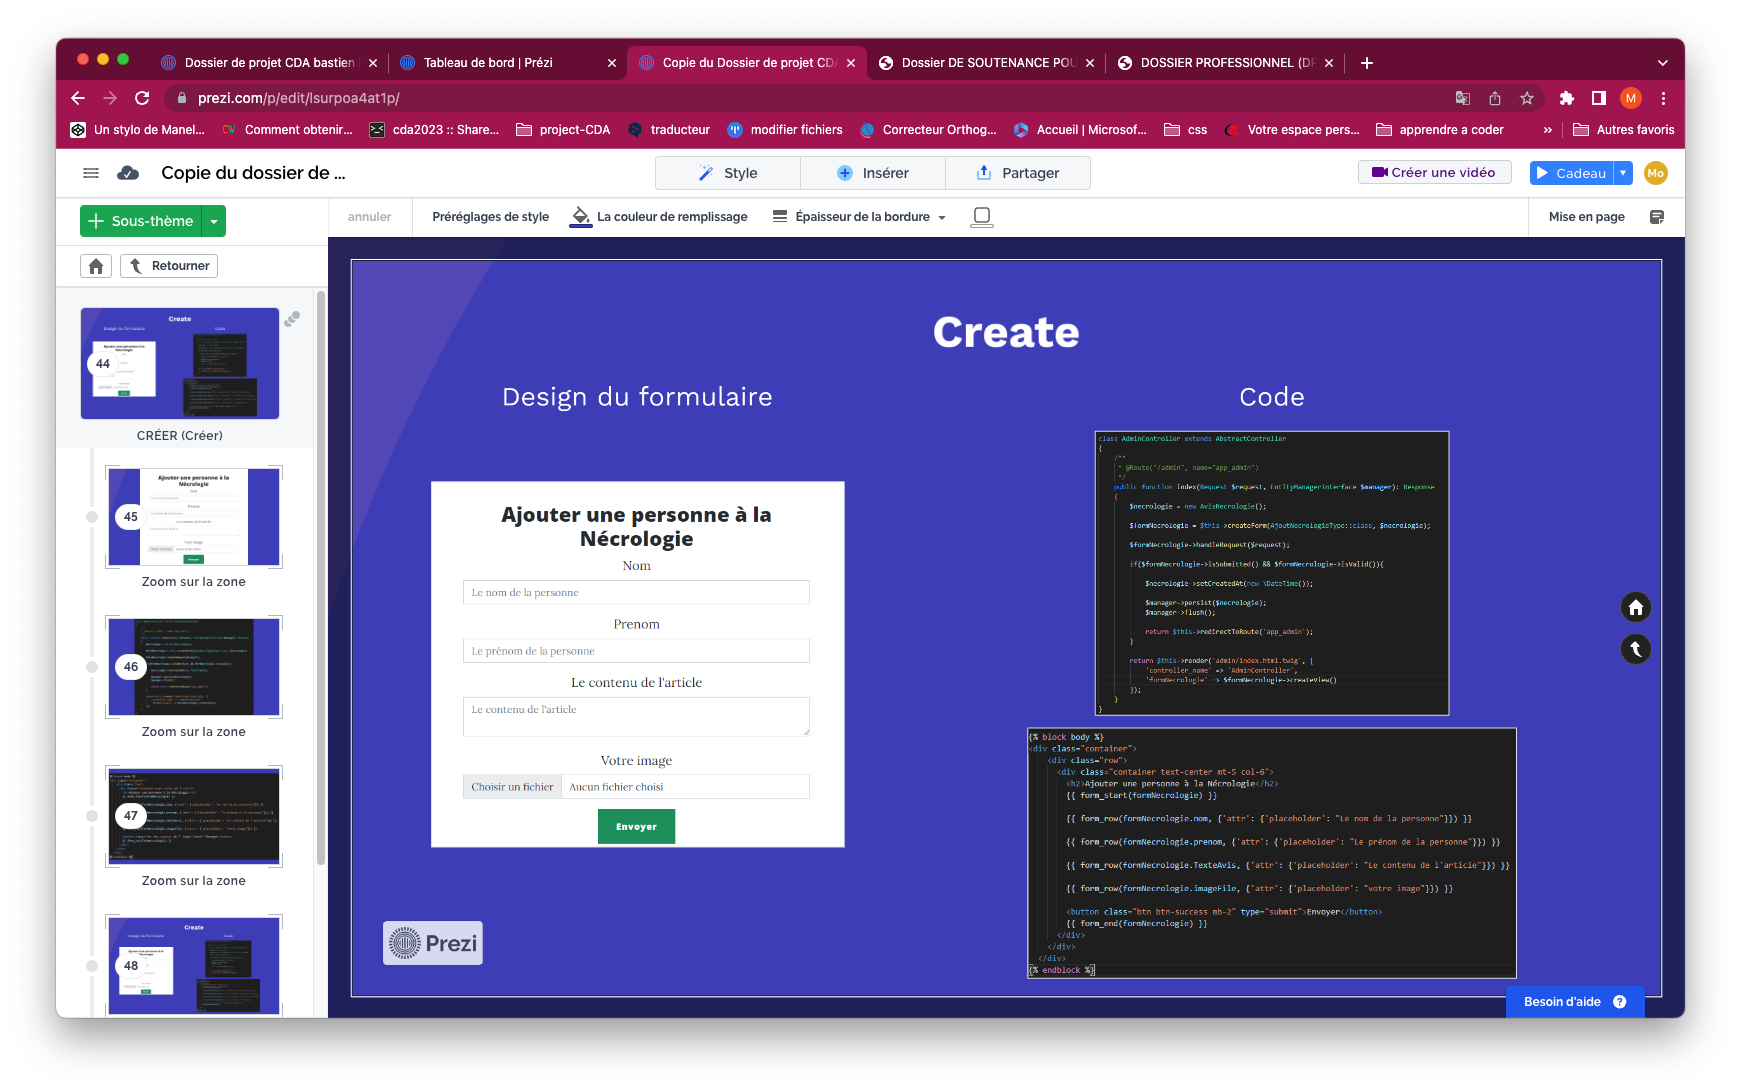 Dossier de projet CDA bastien
Tableau de bord | Prézi
Copie du Dossier de projet CD
Dossier DE SOUTENANCE POU
DOSSIER PROFESSIONNEL (DP
prezi.com/p/edit/lsurpoa4at1p/
M
Un stylo de Manel...
Comment obtenir...
cda2023 :: Share...
project-CDA
traducteur
modifier fichiers
Correcteur Orthog...
Accueil | Microsof...
css
Votre espace pers...
apprendre a coder
»
Autres favoris
Copie du dossier de ...
Style
Insérer
Partager
Créer une vidéo
Cadeau
Mo
Sous-thème
annuler
Préréglages de style
La couleur de remplissage
Épaisseur de la bordure
Mise en page
Retourner
44
CRÉER (Créer)
45
Zoom sur la zone
46
Zoom sur la zone
47
Zoom sur la zone
48
Create
Design du formulaire
Code
Ajouter une personne à la
Nécrologie
Nom
Le nom de la personne
Prenom
Le prénom de la personne
Le contenu de l'article
Le contenu de l'article
Votre image
Choisir un fichier
Aucun fichier choisi
Envoyer
class AdminController extends AbstractController
{
/**
* @Route("/admin", name="app_admin")
*/
public function index(Request $request, EntityManagerInterface $manager): Response
{
$necrologie = new AvisNecrologie();
$formNecrologie = $this->createForm(AjoutNecrologieType::class, $necrologie);
$formNecrologie->handleRequest($request);
if($formNecrologie->isSubmitted() && $formNecrologie->isValid()){
$necrologie->setCreatedAt(new \DateTime());
$manager->persist($necrologie);
$manager->flush();
return $this->redirectToRoute('app_admin');
}
return $this->render('admin/index.html.twig', [
'controller_name' => 'AdminController',
'formNecrologie' => $formNecrologie->createView()
]);
}
}
{% block body %}
<div class="container">
<div class="row">
<div class="container text-center mt-5 col-6">
<h2>Ajouter une personne à la Nécrologie</h2>
{{ form_start(formNecrologie) }}
{{ form_row(formNecrologie.nom, {'attr': {'placeholder': "Le nom de la personne"}}) }}
{{ form_row(formNecrologie.prenom, {'attr': {'placeholder': "Le prénom de la personne"}}) }}
{{ form_row(formNecrologie.TexteAvis, {'attr': {'placeholder': "Le contenu de l'article"}}) }}
{{ form_row(formNecrologie.imageFile, {'attr': {'placeholder': "votre image"}}) }}
<button class="btn btn-success mb-2" type="submit">Envoyer</button>
{{ form_end(formNecrologie) }}
</div>
</div>
</div>
{% endblock %}
Prezi
Besoin d'aide ?